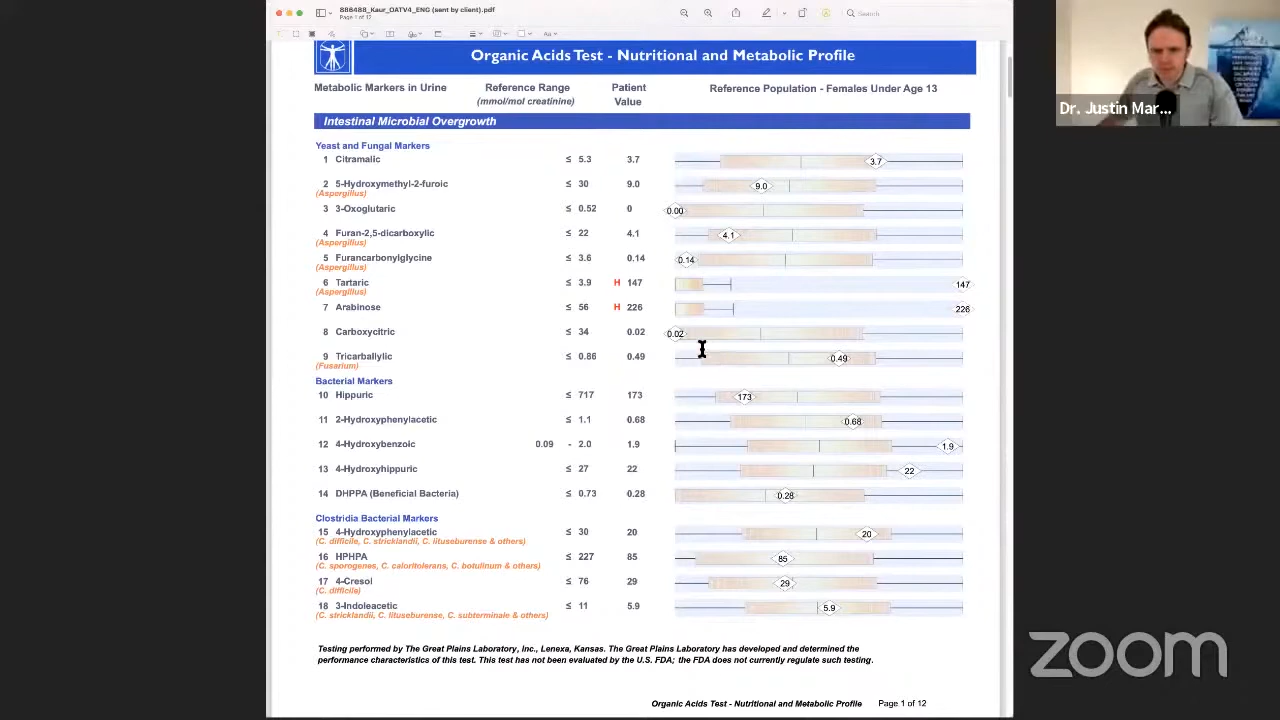 886488_Kaur_OATV4_ENG (sent by client).pdf
Page 1 of 12
Search
Organic Acids Test - Nutritional and Metabolic Profile
Metabolic Markers in Urine Reference Range Patient Reference Population - Females Under Age 13
(mmol/mol creatinine) Value
Intestinal Microbial Overgrowth
Yeast and Fungal Markers
1 Citramalic ≤ 5.3 3.7 3.7
2 5-Hydroxymethyl-2-furoic ≤ 30 9.0 9.0
(Aspergillus)
3 3-Oxoglutaric ≤ 0.52 0 0.00
4 Furan-2,5-dicarboxylic ≤ 22 4.1 4.1
(Aspergillus)
5 Furancarbonylglycine ≤ 3.6 0.14 0.14
(Aspergillus)
6 Tartaric ≤ 3.9 H 147 147
(Aspergillus)
7 Arabinose ≤ 56 H 226 226
8 Carboxycitric ≤ 34 0.02 0.02
9 Tricarballylic ≤ 0.86 0.49 0.49
(Fusarium)
Bacterial Markers
10 Hippuric ≤ 717 173 173
11 2-Hydroxyphenylacetic ≤ 1.1 0.68 0.68
12 4-Hydroxybenzoic 0.09 - 2.0 1.9 1.9
13 4-Hydroxyhippuric ≤ 27 22 22
14 DHPPA (Beneficial Bacteria) ≤ 0.73 0.28 0.28
Clostridia Bacterial Markers
15 4-Hydroxyphenylacetic ≤ 30 20 20
(C. difficile, C. stricklandii, C. lituseburense & others)
16 HPHPA ≤ 227 85 85
(C. sporogenes, C. caloritolerans, C. botulinum & others)
17 4-Cresol ≤ 76 29 29
(C. difficile)
18 3-Indoleacetic ≤ 11 5.9 5.9
(C. stricklandii, C. lituseburense, C. subterminale & others)
Testing performed by The Great Plains Laboratory, Inc., Lenexa, Kansas. The Great Plains Laboratory has developed and determined the
performance characteristics of this test. This test has not been evaluated by the U.S. FDA; the FDA does not currently regulate such testing.
Organic Acids Test - Nutritional and Metabolic Profile Page 1 of 12
Dr. Justin Mar...
zoom